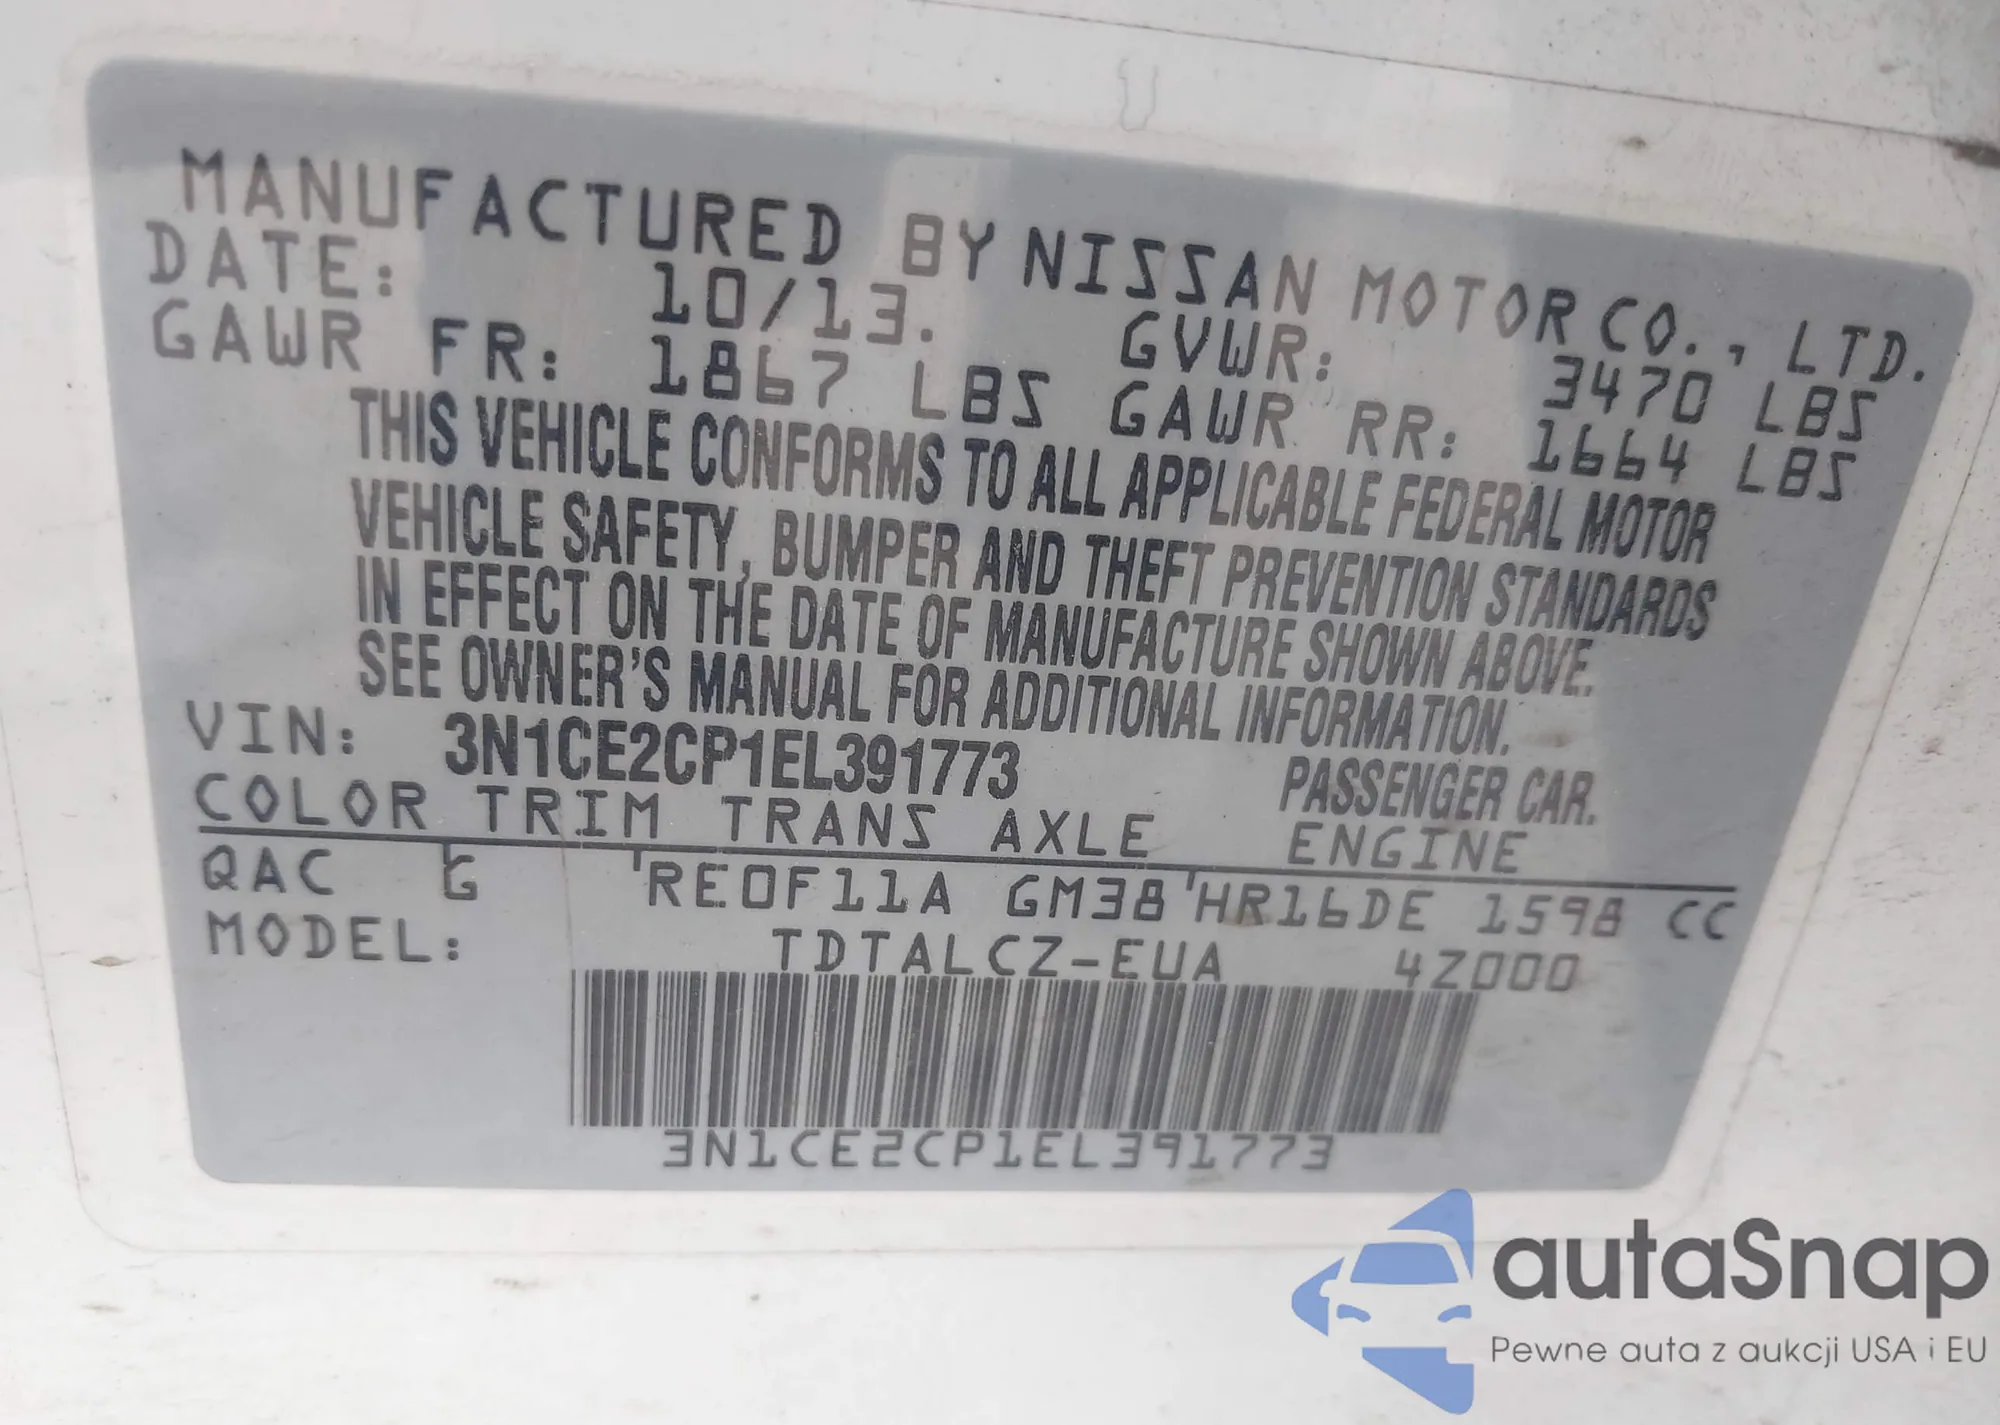 MANUFACTURED BY NISSAN MOTOR CO., LTD.
DATE: 10/13. GVWR: 3470 LBS
GAWR FR: 1867 LBS GAWR RR: 1664 LBS
THIS VEHICLE CONFORMS TO ALL APPLICABLE FEDERAL MOTOR
VEHICLE SAFETY, BUMPER AND THEFT PREVENTION STANDARDS
IN EFFECT ON THE DATE OF MANUFACTURE SHOWN ABOVE.
SEE OWNER'S MANUAL FOR ADDITIONAL INFORMATION.
VIN: 3N1CE2CP1EL391773 PASSENGER CAR.
COLOR TRIM TRANS AXLE ENGINE
QAC G RE0F11A GM38 HR16DE 1598 CC
MODEL: TDTALCZ-EUA 4Z000
3N1CE2CP1EL391773
autaSnap
Pewne auta z aukcji USA i EU